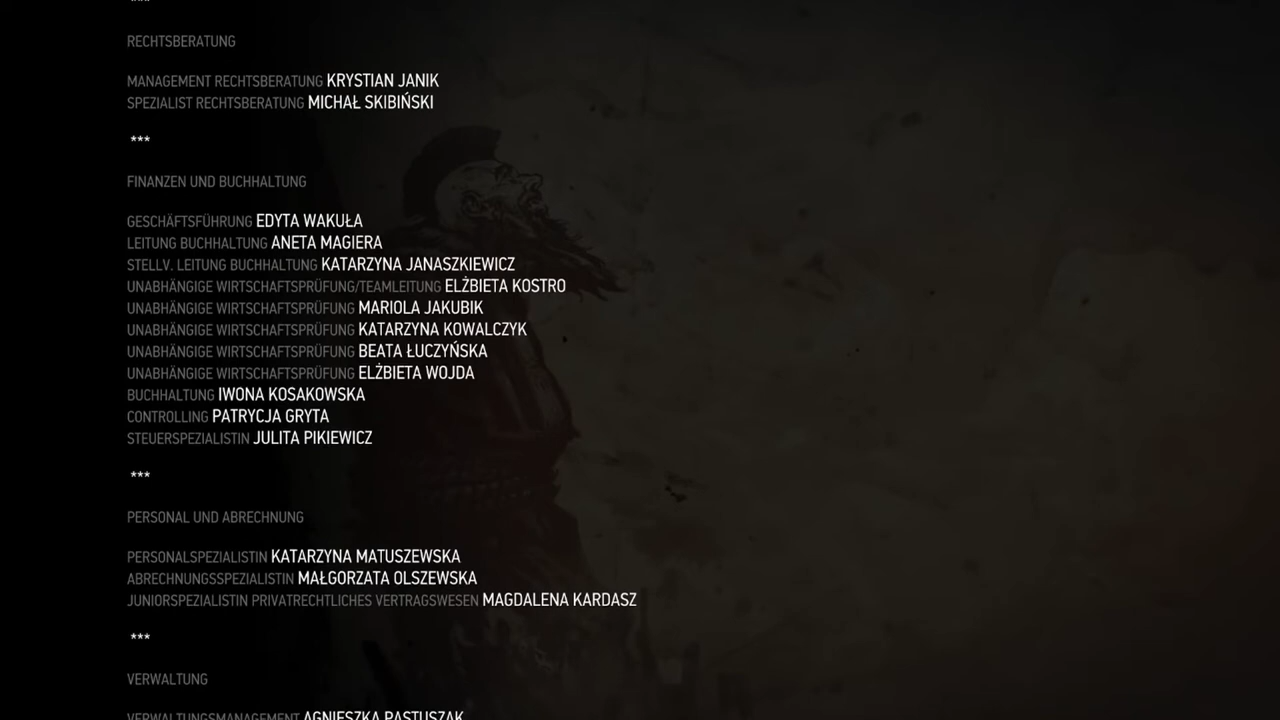 ***
RECHTSBERATUNG
MANAGEMENT RECHTSBERATUNG KRYSTIAN JANIK
SPEZIALIST RECHTSBERATUNG MICHAŁ SKIBIŃSKI
***
FINANZEN UND BUCHHALTUNG
GESCHÄFTSFÜHRUNG EDYTA WAKUŁA
LEITUNG BUCHHALTUNG ANETA MAGIERA
STELLV. LEITUNG BUCHHALTUNG KATARZYNA JANASZKIEWICZ
UNABHÄNGIGE WIRTSCHAFTSPRÜFUNG/TEAMLEITUNG ELŻBIETA KOSTRO
UNABHÄNGIGE WIRTSCHAFTSPRÜFUNG MARIOLA JAKUBIK
UNABHÄNGIGE WIRTSCHAFTSPRÜFUNG KATARZYNA KOWALCZYK
UNABHÄNGIGE WIRTSCHAFTSPRÜFUNG BEATA ŁUCZYŃSKA
UNABHÄNGIGE WIRTSCHAFTSPRÜFUNG ELŻBIETA WOJDA
BUCHHALTUNG IWONA KOSAKOWSKA
CONTROLLING PATRYCJA GRYTA
STEUERSPEZIALISTIN JULITA PIKIEWICZ
***
PERSONAL UND ABRECHNUNG
PERSONALSPEZIALISTIN KATARZYNA MATUSZEWSKA
ABRECHNUNGSSPEZIALISTIN MAŁGORZATA OLSZEWSKA
JUNIORSPEZIALISTIN PRIVATRECHTLICHES VERTRAGSWESEN MAGDALENA KARDASZ
***
VERWALTUNG
VERWALTUNGSMANAGEMENT AGNIESZKA PASTUSZAK